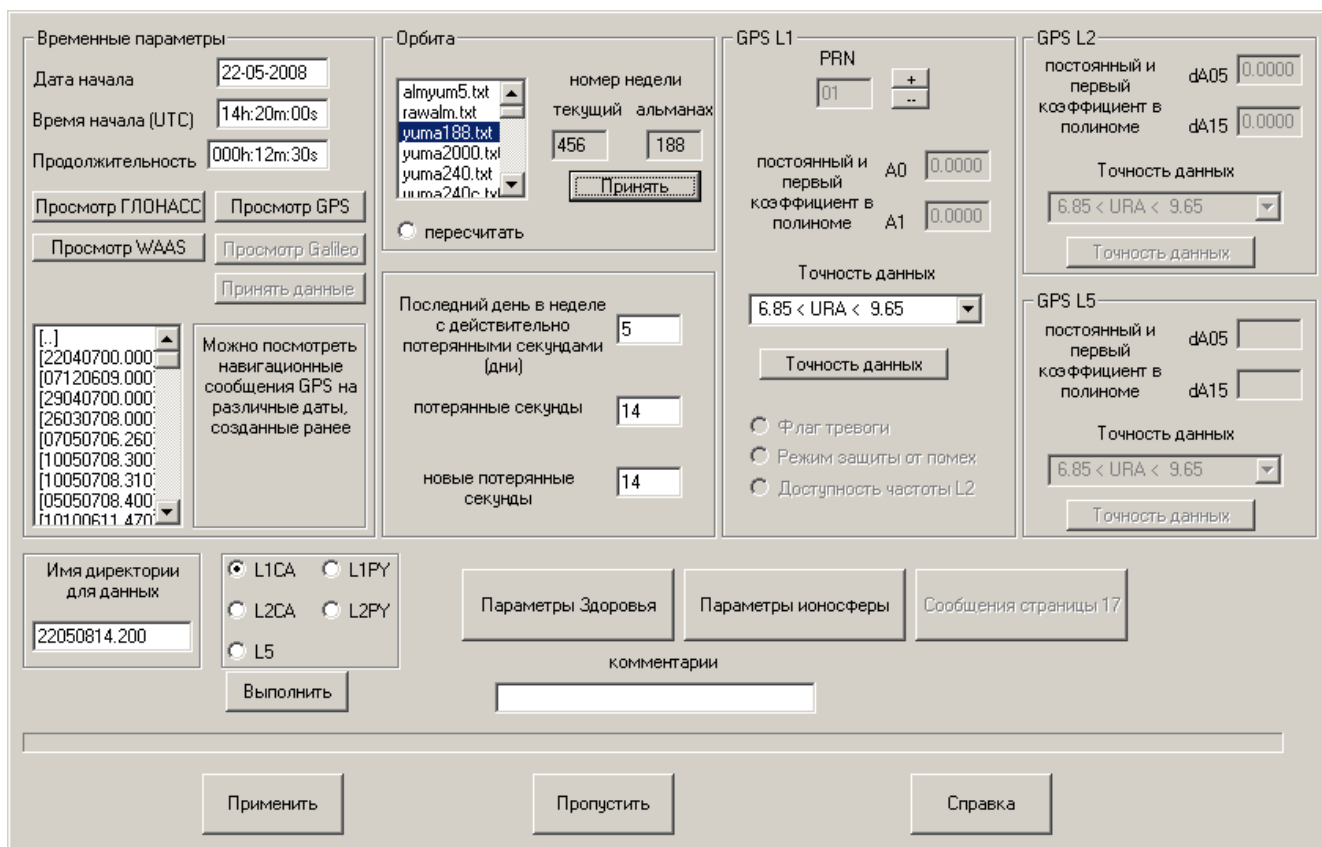 Временные параметры
Дата начала 22-05-2008
Время начала (UTC) 14h:20m:00s
Продолжительность 000h:12m:30s
Просмотр ГЛОНАСС Просмотр GPS
Просмотр WAAS Просмотр Galileo
Принять данные
[..]
[22040700.000]
[07120609.000]
[29040700.000]
[26030708.000]
[07050706.260]
[10050708.300]
[10050708.310]
[05050708.400]
[10100611.470]
Можно посмотреть
навигационные
сообщения GPS на
различные даты,
созданные ранее
Орбита
almyum5.txt
rawalm.txt
yuma188.txt
yuma2000.txt
yuma240.txt
yuma240c.txt
номер недели
текущий альманах
456 188
Принять
пересчитать
Последний день в неделе
с действительно
потерянными секундами
(дни)
5
потерянные секунды 14
новые потерянные
секунды
14
GPS L1
PRN
01
+
--
постоянный и
первый
коэффициент в
полиноме
A0 0.0000
A1 0.0000
Точность данных
6.85 < URA < 9.65
Точность данных
Флаг тревоги
Режим защиты от помех
Доступность частоты L2
GPS L2
постоянный и
первый
коэффициент в
полиноме
dA05 0.0000
dA15 0.0000
Точность данных
6.85 < URA < 9.65
Точность данных
GPS L5
постоянный и
первый
коэффициент в
полиноме
dA05
dA15
Точность данных
6.85 < URA < 9.65
Точность данных
Имя директории
для данных
22050814.200
L1CA L1PY
L2CA L2PY
L5
Выполнить
Параметры Здоровья Параметры ионосферы Сообщения страницы 17
комментарии
Применить Пропустить Справка